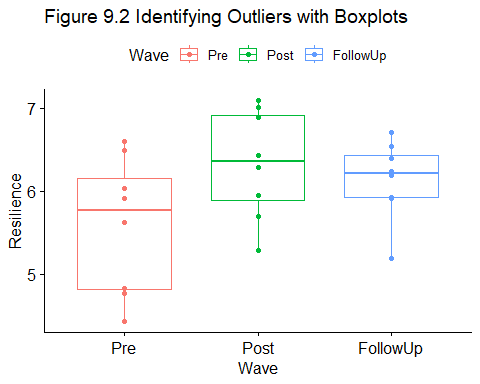 Figure 9.2 Identifying Outliers with Boxplots
Wave Pre Post FollowUp
7
6
5
Resilience
Pre Post FollowUp
Wave